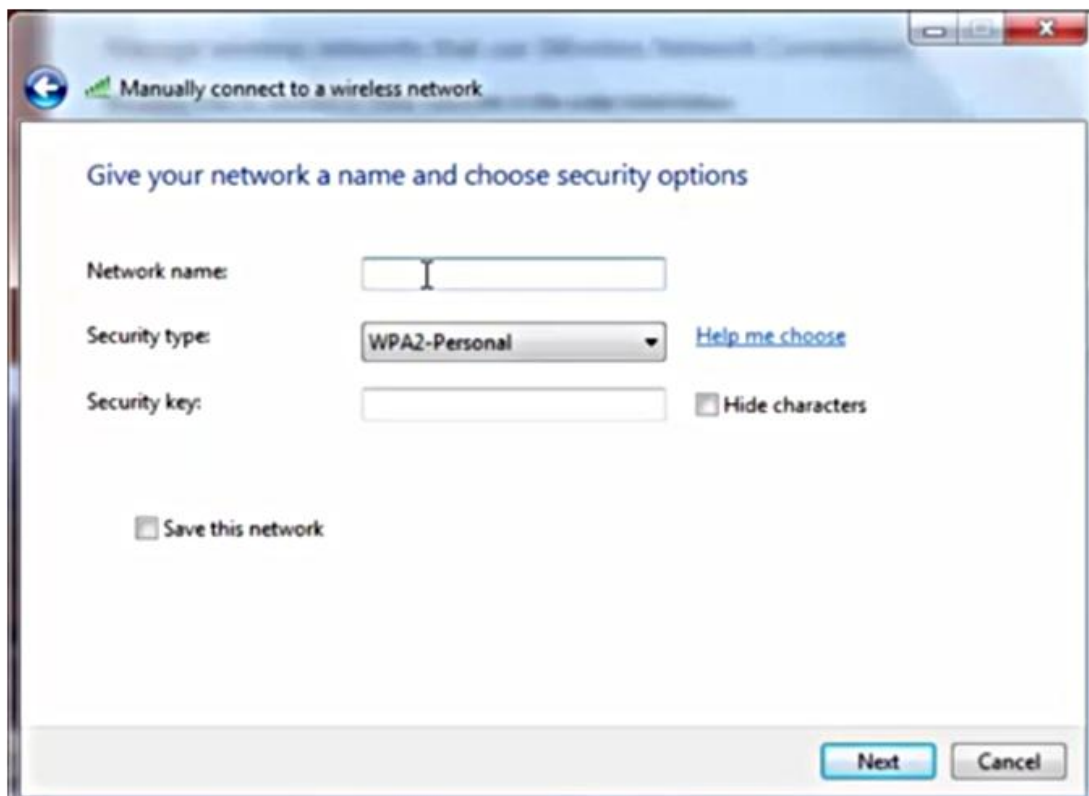 Manually connect to a wireless network
Give your network a name and choose security options
Network name:
Security type:
WPA2-Personal
Help me choose
Security key:
Hide characters
Save this network
Next
Cancel